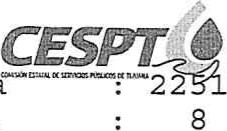 CESPT
COMISIÓN ESTATAL DE SERVICIOS PÚBLICOS DE TIJUANA
a : 2251
: 8